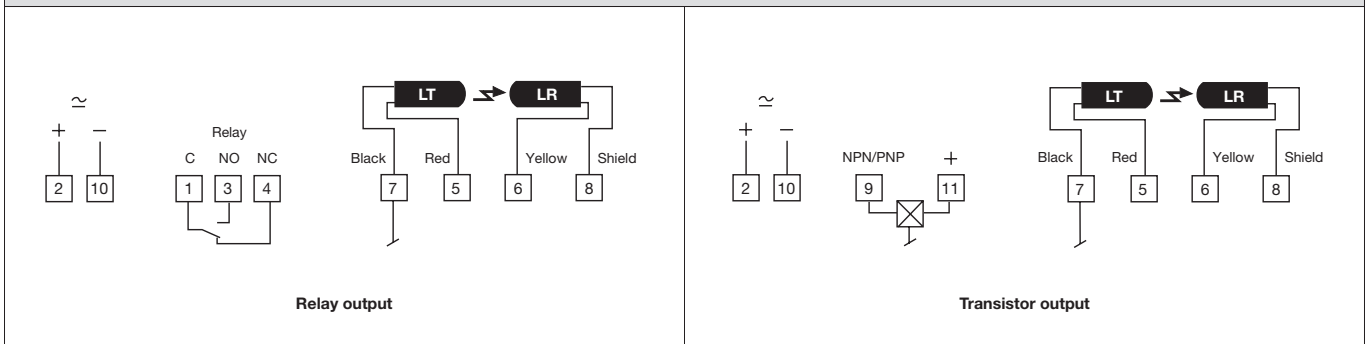 LT LR
≃
+ −
Relay
C NO NC
Black Red Yellow Shield
2 10 1 3 4 7 5 6 8
Relay output
LT LR
≃
+ −
NPN/PNP +
Black Red Yellow Shield
2 10 9 11 7 5 6 8
Transistor output